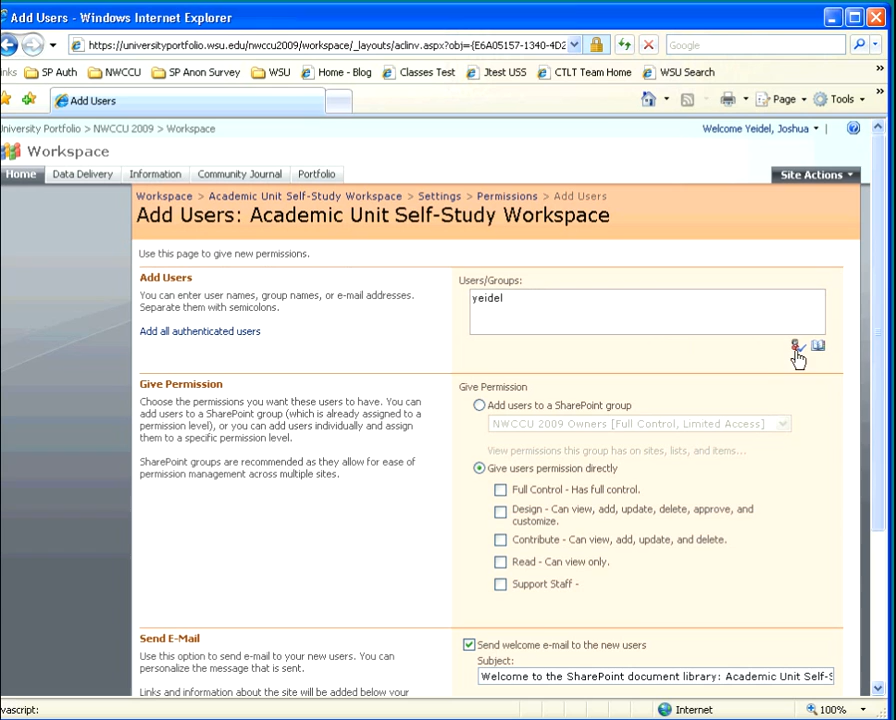 Add Users - Windows Internet Explorer
https://universityportfolio.wsu.edu/nwccu2009/workspace/_layouts/aclinv.aspx?obj={E6A05157-1340-4D2
Google
nks SP Auth NWCCU SP Anon Survey WSU Home - Blog Classes Test Jtest USS CTLT Team Home WSU Search »
Add Users Page Tools »
niversity Portfolio > NWCCU 2009 > Workspace Welcome Yeidel, Joshua |
Workspace
Home Data Delivery Information Community Journal Portfolio Site Actions
Workspace > Academic Unit Self-Study Workspace > Settings > Permissions > Add Users
Add Users: Academic Unit Self-Study Workspace
Use this page to give new permissions.
Add Users
You can enter user names, group names, or e-mail addresses.
Separate them with semicolons.
Add all authenticated users
Users/Groups:
yeidel
Give Permission
Choose the permissions you want these users to have. You can
add users to a SharePoint group (which is already assigned to a
permission level), or you can add users individually and assign
them to a specific permission level.
SharePoint groups are recommended as they allow for ease of
permission management across multiple sites.
Give Permission
Add users to a SharePoint group
NWCCU 2009 Owners [Full Control, Limited Access]
View permissions this group has on sites, lists, and items...
Give users permission directly
Full Control - Has full control.
Design - Can view, add, update, delete, approve, and
customize.
Contribute - Can view, add, update, and delete.
Read - Can view only.
Support Staff -
Send E-Mail
Use this option to send e-mail to your new users. You can
personalize the message that is sent.
Links and information about the site will be added below your
Send welcome e-mail to the new users
Subject:
Welcome to the SharePoint document library: Academic Unit Self-S
vascript: Internet 100%